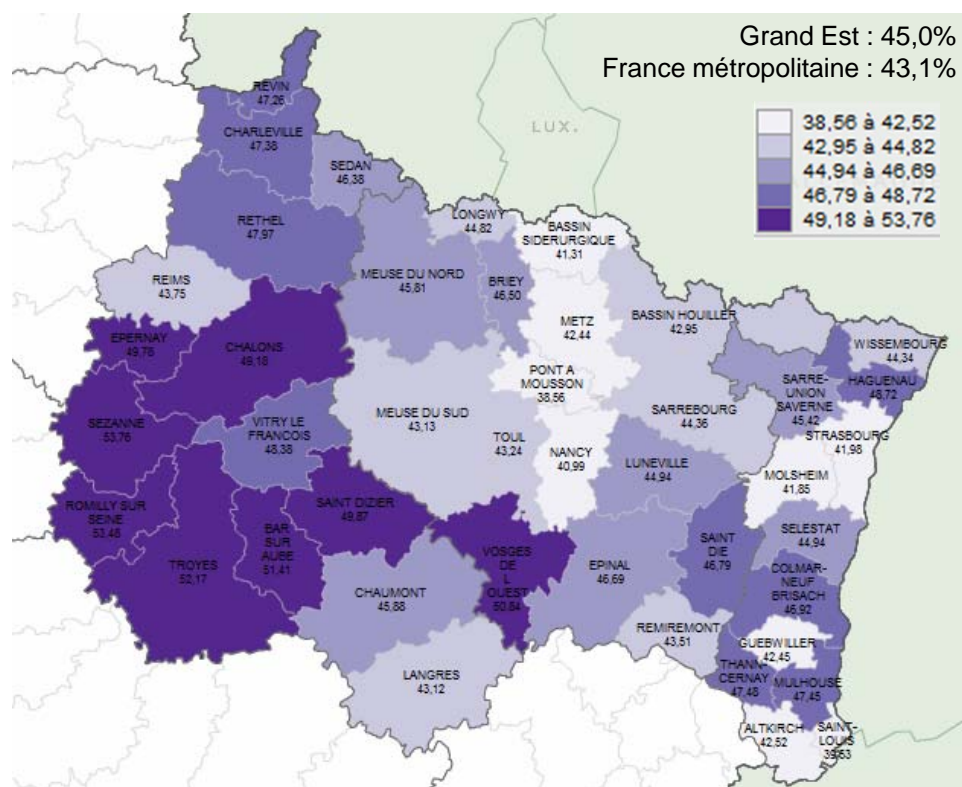 Grand Est : 45,0%
France métropolitaine : 43,1%
38,56 à 42,52
42,95 à 44,82
44,94 à 46,69
46,79 à 48,72
49,18 à 53,76
LUX.
REVIN
47,26
CHARLEVILLE
47,38
SEDAN
46,38
RETHEL
47,97
LONGWY
44,82
BASSIN
SIDERURGIQUE
41,31
MEUSE DU NORD
45,81
BRIEY
46,50
REIMS
43,75
METZ
42,44
BASSIN HOUILLER
42,95
EPERNAY
49,78
CHALONS
49,18
WISSEMBOURG
44,34
PONT A
MOUSSON
38,56
HAGUENAU
48,72
SARRE-
UNION
SAVERNE
45,42
SEZANNE
53,76
VITRY LE
FRANCOIS
48,38
MEUSE DU SUD
43,13
SARREBOURG
44,36
TOUL
43,24
STRASBOURG
41,98
NANCY
40,99
LUNEVILLE
44,94
MOLSHEIM
41,85
ROMILLY SUR
SEINE
53,48
SAINT DIZIER
49,87
BAR
SUR
AUBE
51,41
TROYES
52,17
VOSGES
DE
L
OUEST
50,84
EPINAL
46,69
SAINT
DIE
46,79
SELESTAT
44,94
CHAUMONT
45,88
COLMAR-
NEUF
BRISACH
46,92
REMIREMONT
43,51
GUEBWILLER
42,45
LANGRES
43,12
THANN-
CERNAY
47,48
MULHOUSE
47,45
ALTKIRCH
42,52
SAINT-
LOUIS
39,63